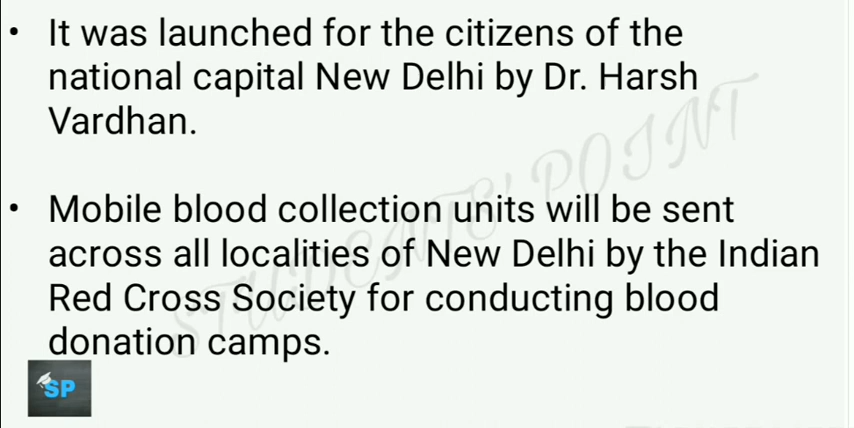 • It was launched for the citizens of the
national capital New Delhi by Dr. Harsh
Vardhan.
• Mobile blood collection units will be sent
across all localities of New Delhi by the Indian
Red Cross Society for conducting blood
donation camps.
STUDENTS' POINT
SP